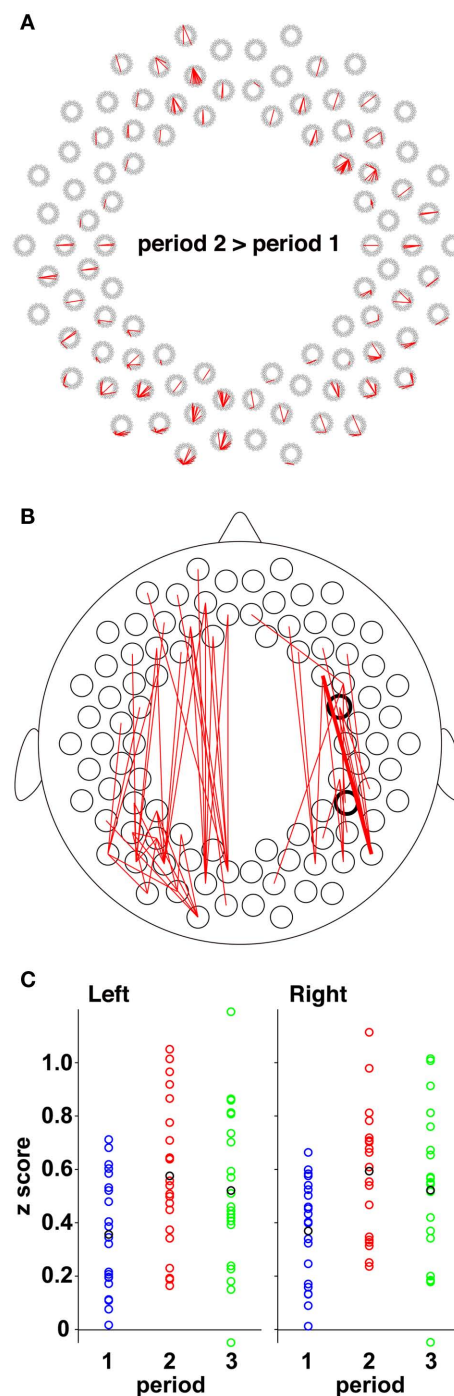 A
period 2 > period 1
B
C
Left Right
z score
1.0
0.8
0.6
0.4
0.2
0
1 2 3 1 2 3
period period